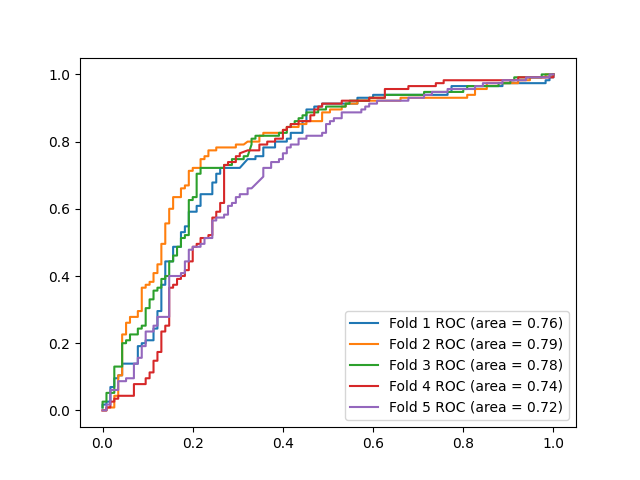 1.0
0.8
0.6
0.4
0.2
0.0
0.0 0.2 0.4 0.6 0.8 1.0
Fold 1 ROC (area = 0.76)
Fold 2 ROC (area = 0.79)
Fold 3 ROC (area = 0.78)
Fold 4 ROC (area = 0.74)
Fold 5 ROC (area = 0.72)